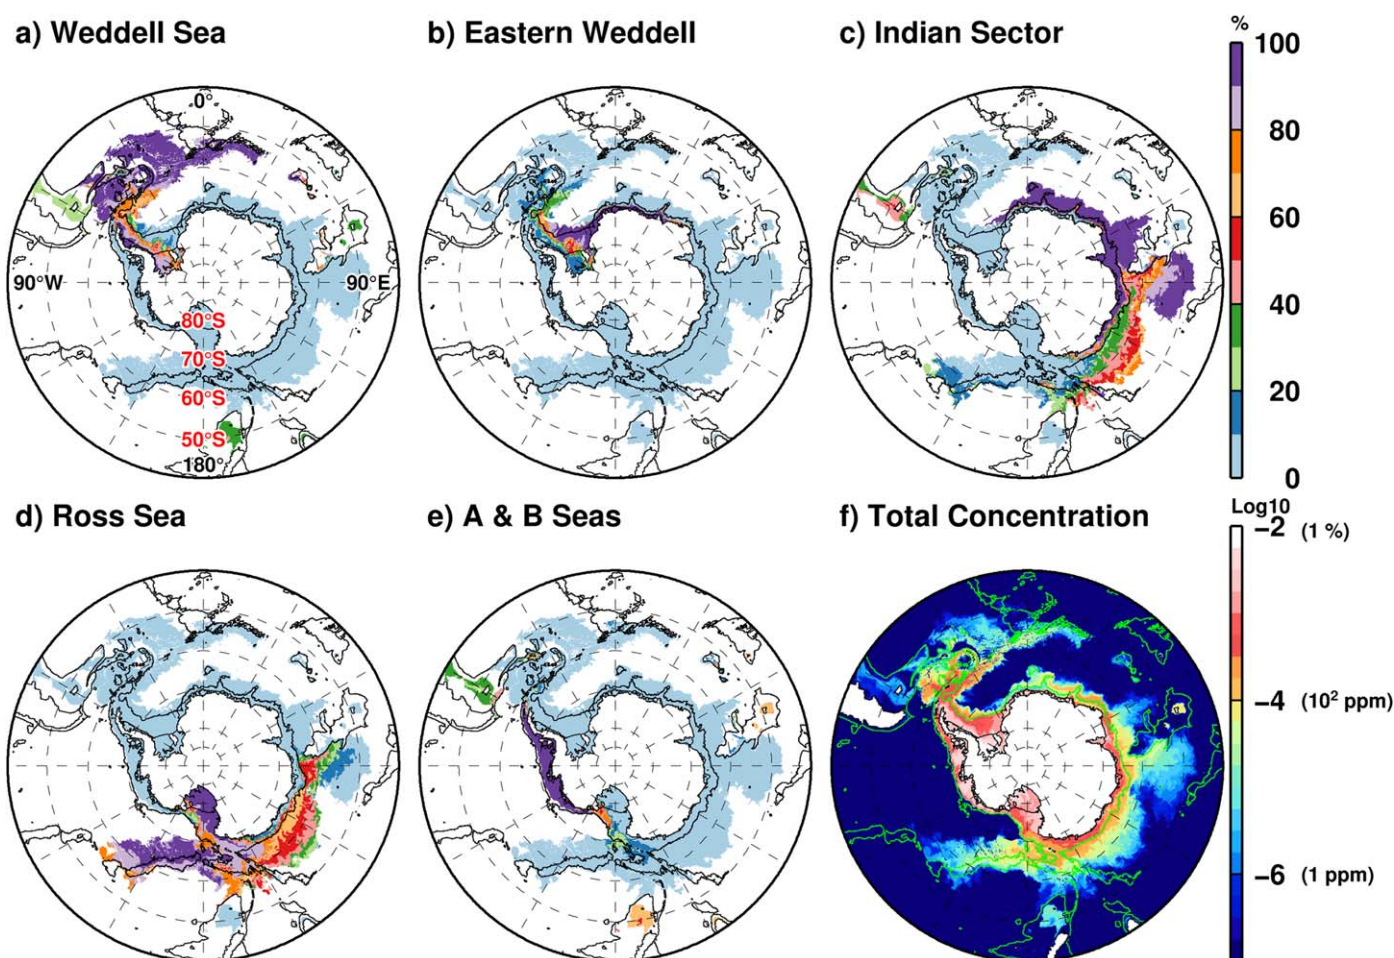 a) Weddell Sea
b) Eastern Weddell
c) Indian Sector
%
100
80
60
40
20
0
0°
90°W
90°E
80°S
70°S
60°S
50°S
180°
d) Ross Sea
e) A & B Seas
f) Total Concentration
Log10
−2 (1 %)
−4 (10² ppm)
−6 (1 ppm)